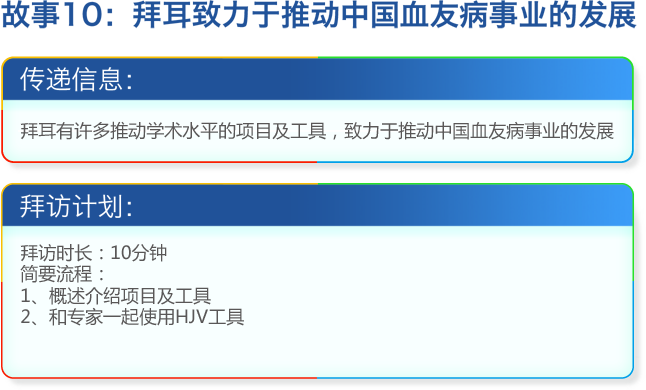 故事10：拜耳致力于推动中国血友病事业的发展
传递信息：
拜耳有许多推动学术水平的项目及工具，致力于推动中国血友病事业的发展
拜访计划：
拜访时长：10分钟
简要流程：
1、概述介绍项目及工具
2、和专家一起使用HJV工具